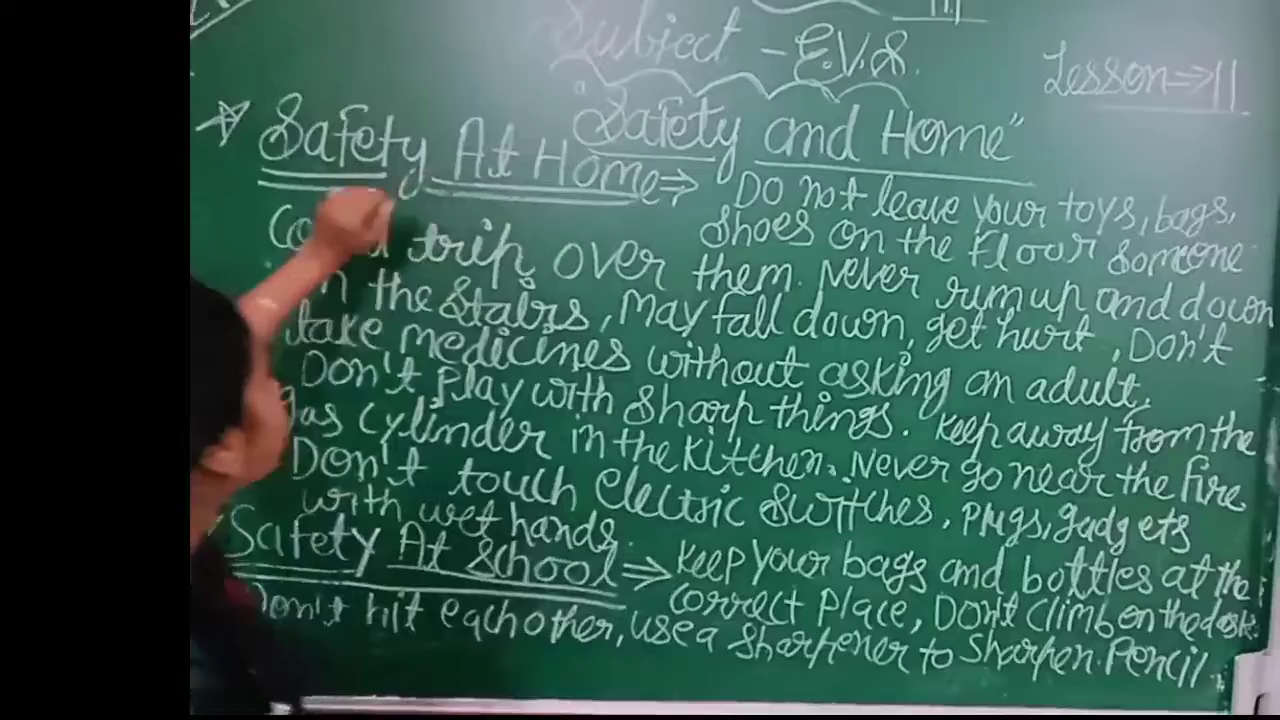 III
Subject - E.V.S.
Lesson⇒11
"Safety and Home"
☆ Safety At Home⇒ Do not leave your toys, bags,
shoes on the floor someone
trip over them. Never run up and down
the stairs, may fall down, get hurt, Don't
take medicines without asking an adult,
Don't play with sharp things. Keep away from the
gas cylinder in the kitchen. Never go near the fire
Don't touch electric switches, plugs, gadgets
with wet hands.
Safety At School⇒ Keep your bags and bottles at the
correct place, Don't climb on the desk.
Don't hit eachother, use a sharpener to sharpen Pencil.